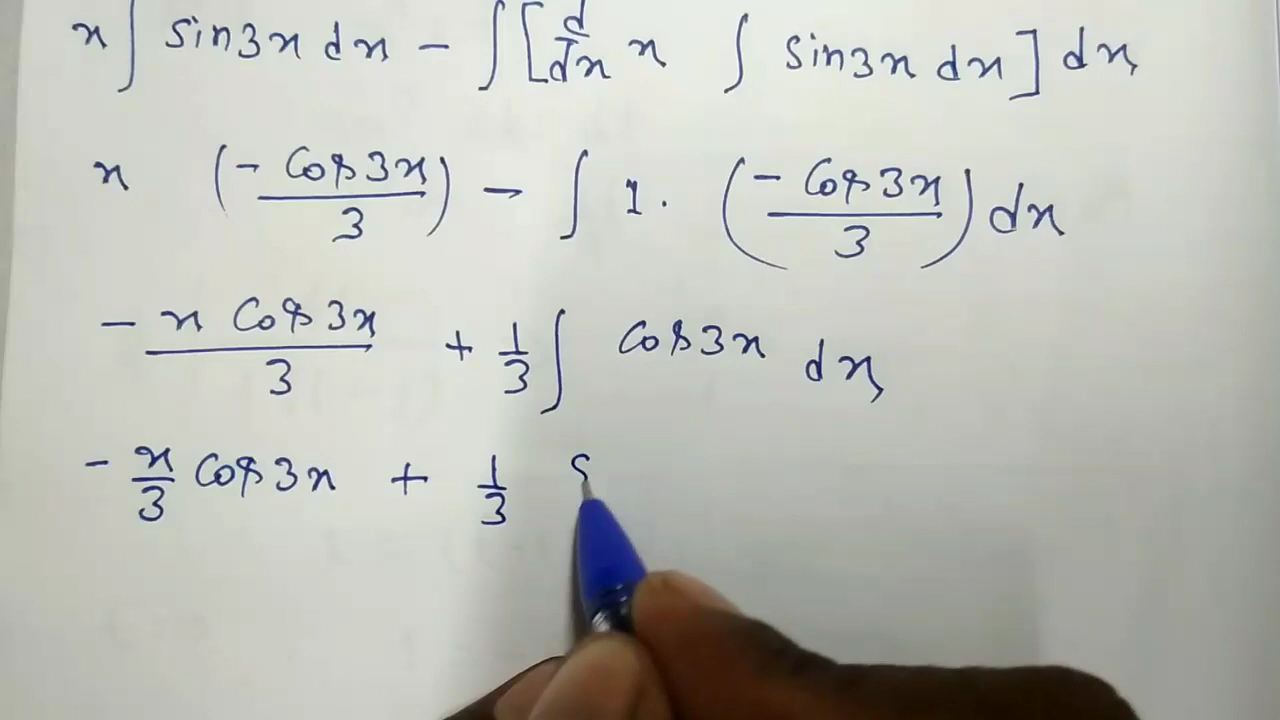 x ∫ sin3x dx - ∫ [d/dx x ∫ sin3x dx] dx
x (- cos3x / 3) - ∫ 1. (- cos3x / 3) dx
- x cos3x / 3 + 1/3 ∫ cos3x dx
- x/3 cos3x + 1/3 s